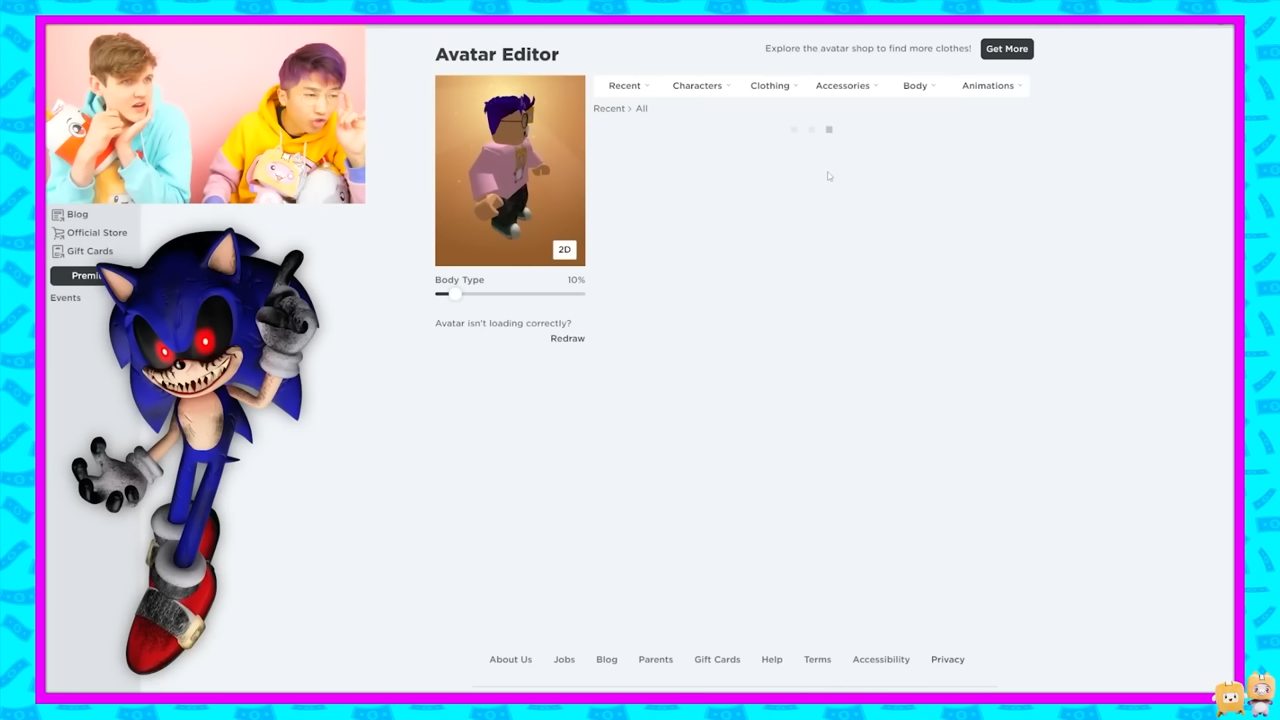 Avatar Editor
Explore the avatar shop to find more clothes!
Get More
Recent
Characters
Clothing
Accessories
Body
Animations
Recent > All
2D
Body Type
10%
Avatar isn't loading correctly?
Redraw
Blog
Official Store
Gift Cards
Premi
Events
About Us
Jobs
Blog
Parents
Gift Cards
Help
Terms
Accessibility
Privacy